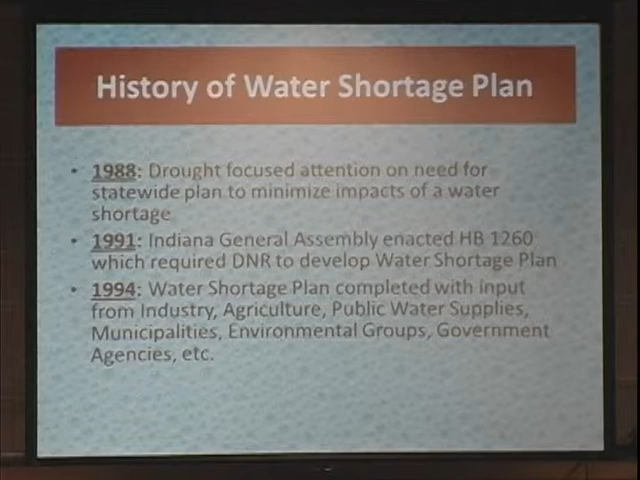 History of Water Shortage Plan
• 1988: Drought focused attention on need for
statewide plan to minimize impacts of a water
shortage
• 1991: Indiana General Assembly enacted HB 1260
which required DNR to develop Water Shortage Plan
• 1994: Water Shortage Plan completed with input
from Industry, Agriculture, Public Water Supplies,
Municipalities, Environmental Groups, Government
Agencies, etc.